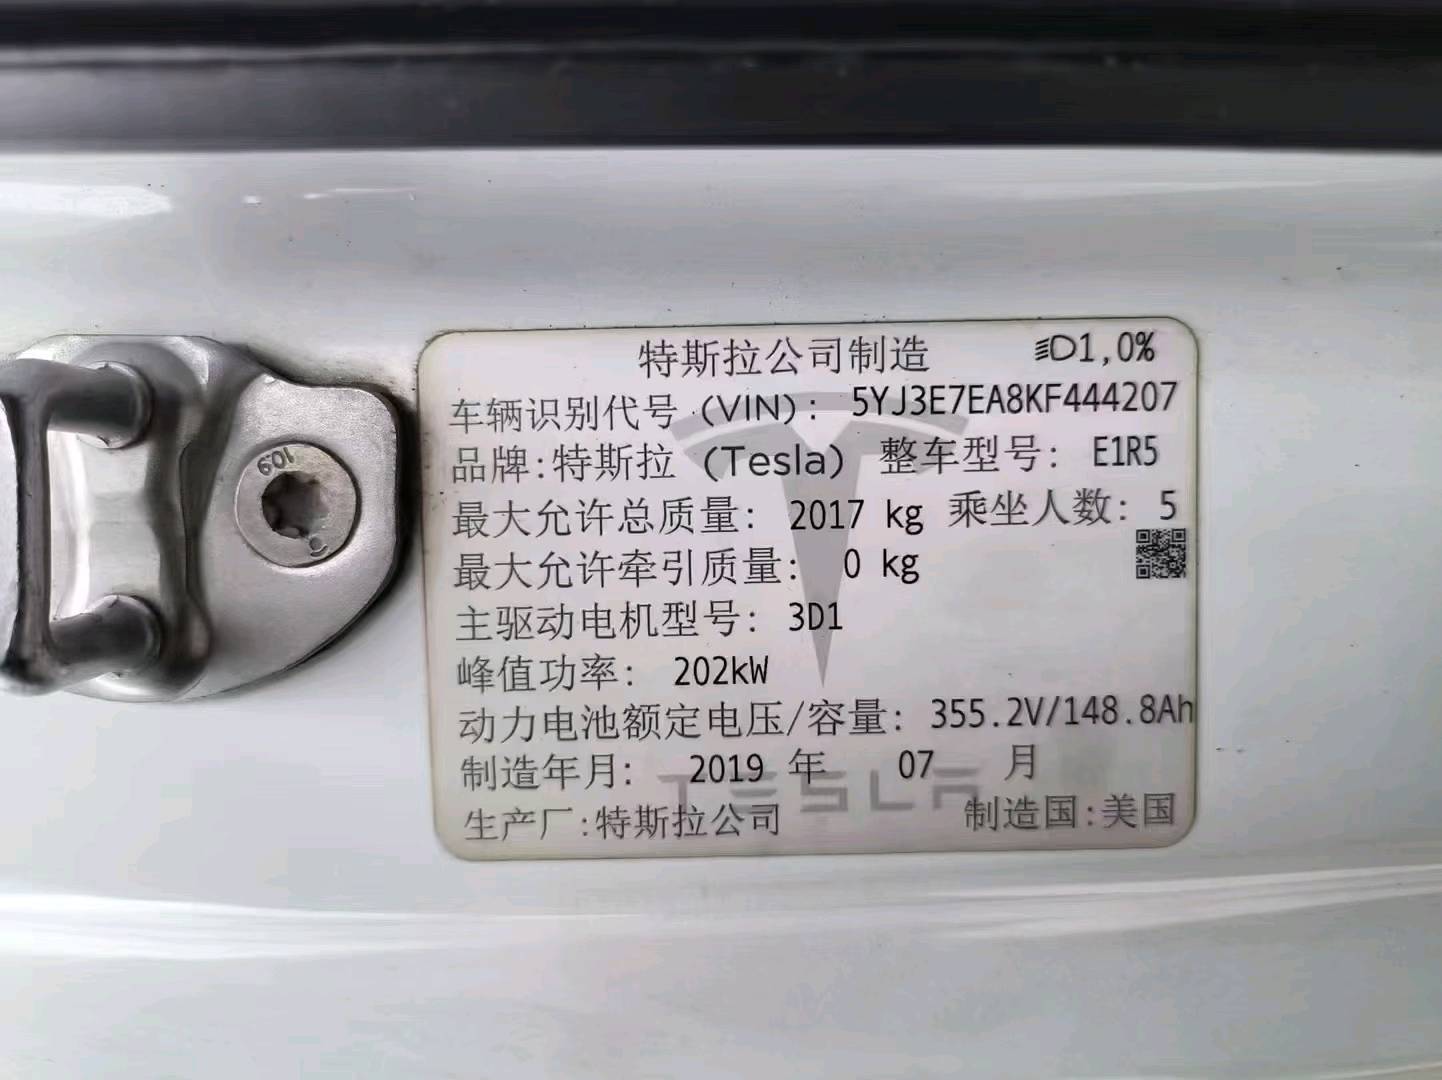 特斯拉公司制造 1,0%
车辆识别代号 (VIN): 5YJ3E7EA8KF444207
品牌:特斯拉 (Tesla) 整车型号: E1R5
最大允许总质量: 2017 kg 乘坐人数: 5
最大允许牵引质量: 0 kg
主驱动电机型号: 3D1
峰值功率: 202kW
动力电池额定电压/容量: 355.2V/148.8Ah
制造年月: 2019 年 07 月
TESLA
生产厂:特斯拉公司 制造国:美国
109